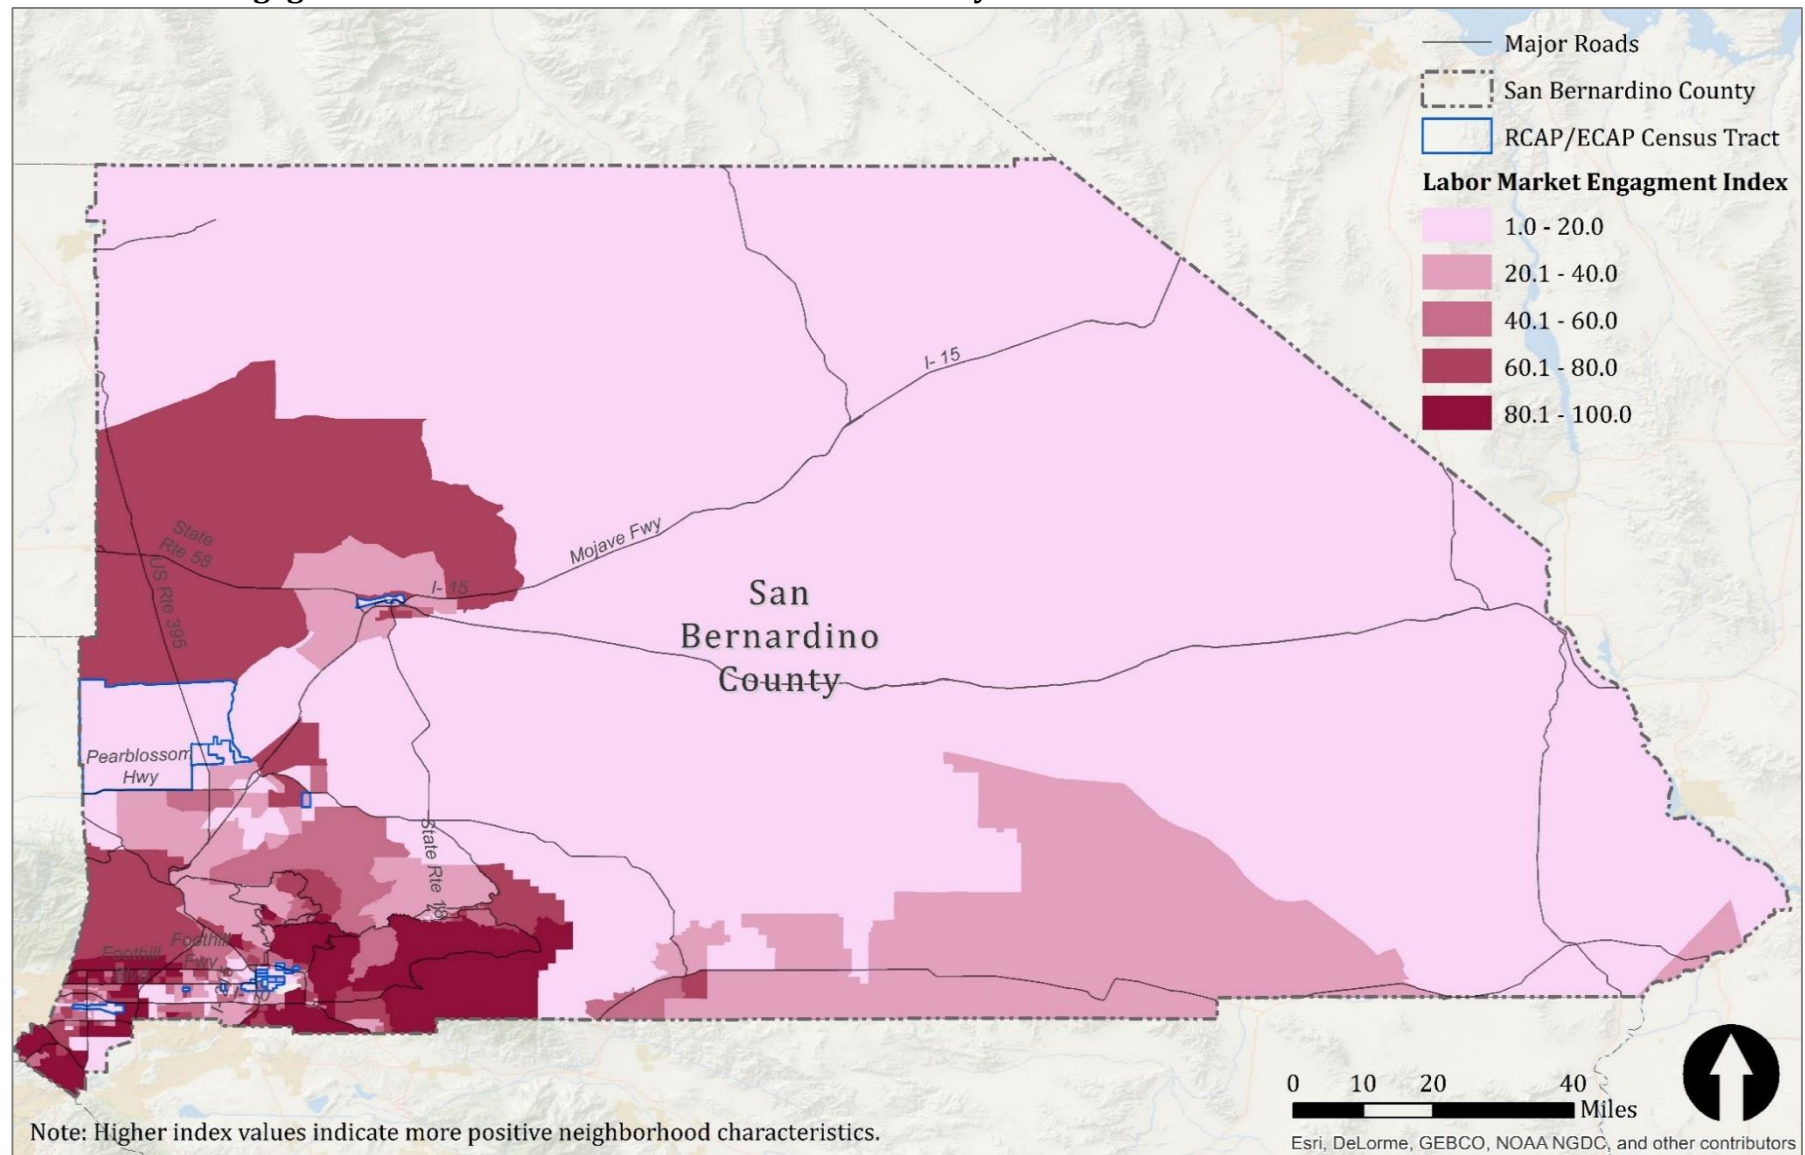 Major Roads
San Bernardino County
RCAP/ECAP Census Tract
Labor Market Engagment Index
1.0 - 20.0
20.1 - 40.0
40.1 - 60.0
60.1 - 80.0
80.1 - 100.0
I- 15
Mojave Fwy
State
Rte 58
US Rte 395
I- 15
San
Bernardino
County
Pearblossom
Hwy
State Rte 18
Foothill
Fwy
Foothill
I- 10
0 10 20 40
Miles
Note: Higher index values indicate more positive neighborhood characteristics.
Esri, DeLorme, GEBCO, NOAA NGDC, and other contributors